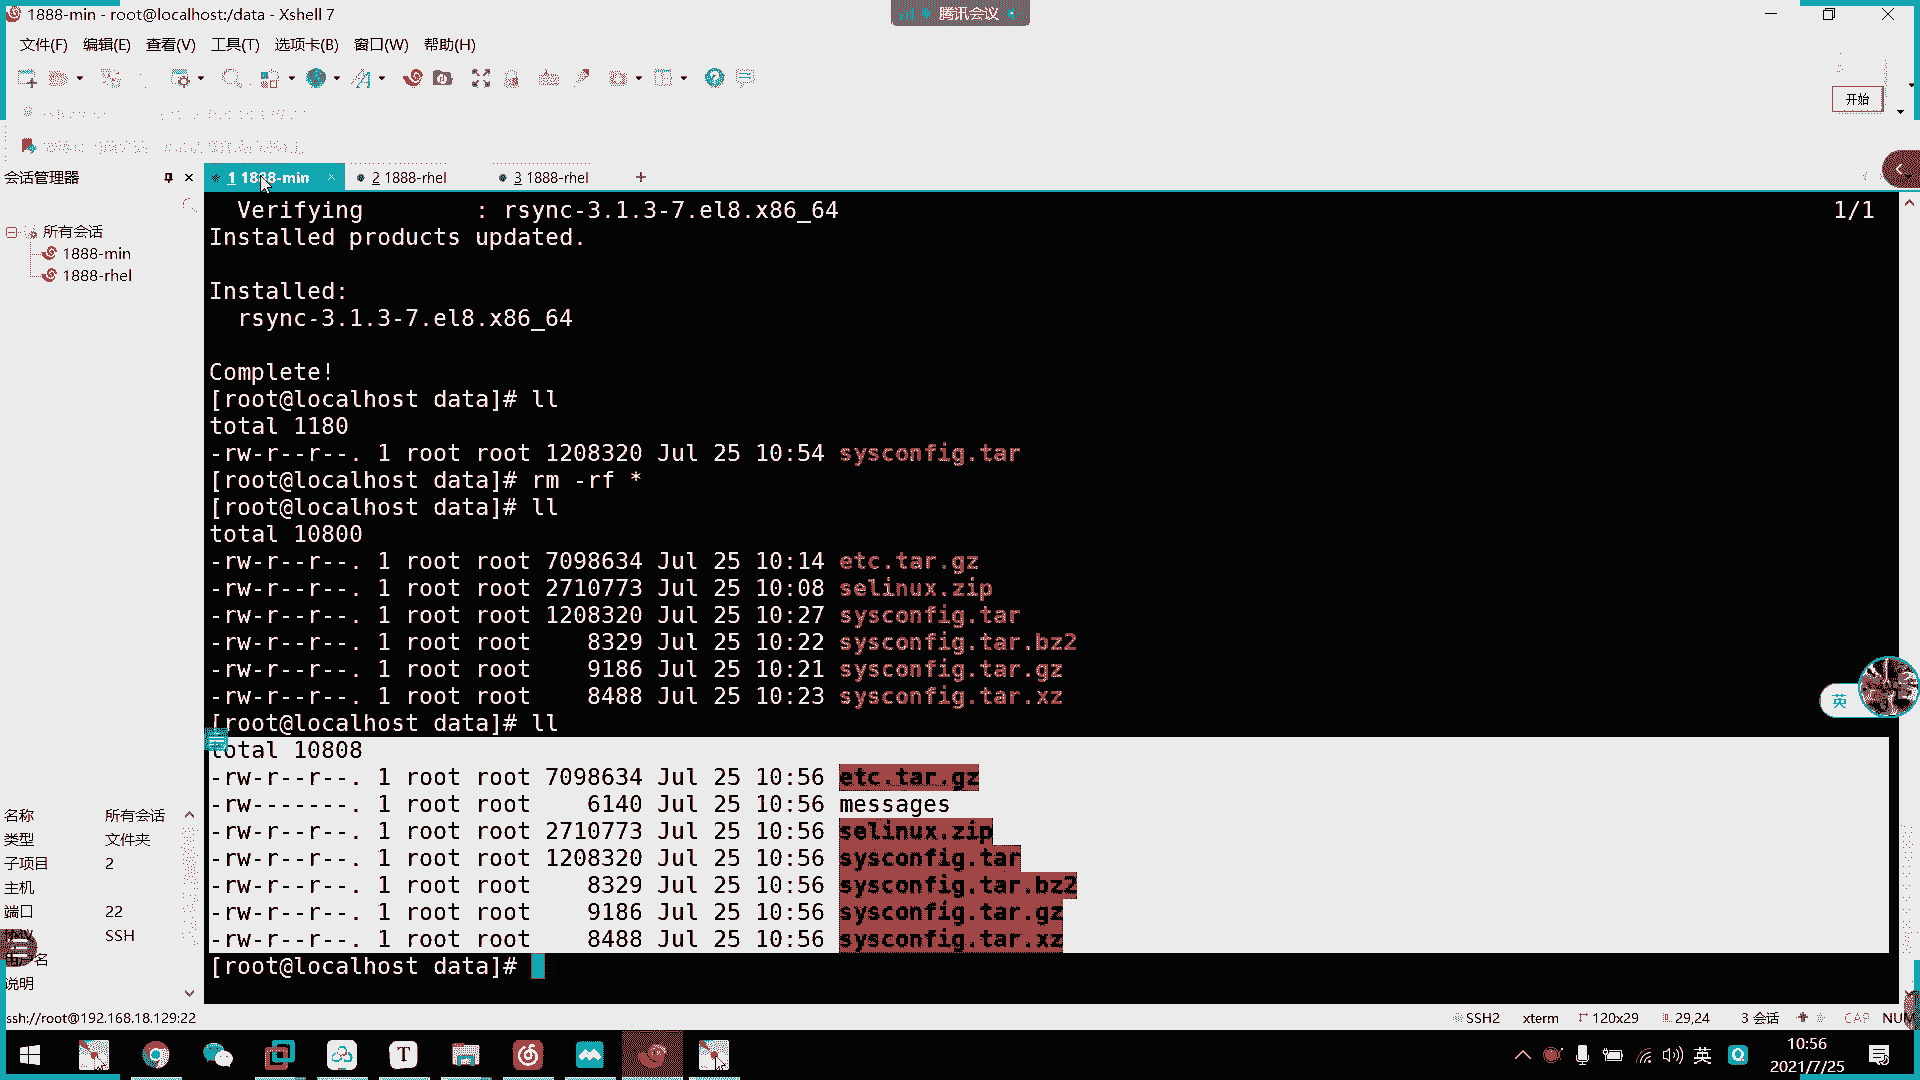 1888-min - root@localhost:/data - Xshell 7
腾讯会议
文件(F) 编辑(E) 查看(V) 工具(T) 选项卡(B) 窗口(W) 帮助(H)
开始
会话管理器
1 1888-min
2 1888-rhel
3 1888-rhel
所有会话
1888-min
1888-rhel
Verifying : rsync-3.1.3-7.el8.x86_64 1/1
Installed products updated.
Installed:
rsync-3.1.3-7.el8.x86_64
Complete!
[root@localhost data]# ll
total 1180
-rw-r--r--. 1 root root 1208320 Jul 25 10:54 sysconfig.tar
[root@localhost data]# rm -rf *
[root@localhost data]# ll
total 10800
-rw-r--r--. 1 root root 7098634 Jul 25 10:14 etc.tar.gz
-rw-r--r--. 1 root root 2710773 Jul 25 10:08 selinux.zip
-rw-r--r--. 1 root root 1208320 Jul 25 10:27 sysconfig.tar
-rw-r--r--. 1 root root 8329 Jul 25 10:22 sysconfig.tar.bz2
-rw-r--r--. 1 root root 9186 Jul 25 10:21 sysconfig.tar.gz
-rw-r--r--. 1 root root 8488 Jul 25 10:23 sysconfig.tar.xz
[root@localhost data]# ll
total 10808
-rw-r--r--. 1 root root 7098634 Jul 25 10:56 etc.tar.gz
-rw-------. 1 root root 6140 Jul 25 10:56 messages
-rw-r--r--. 1 root root 2710773 Jul 25 10:56 selinux.zip
-rw-r--r--. 1 root root 1208320 Jul 25 10:56 sysconfig.tar
-rw-r--r--. 1 root root 8329 Jul 25 10:56 sysconfig.tar.bz2
-rw-r--r--. 1 root root 9186 Jul 25 10:56 sysconfig.tar.gz
-rw-r--r--. 1 root root 8488 Jul 25 10:56 sysconfig.tar.xz
[root@localhost data]#
英
名称 所有会话
类型 文件夹
子项目 2
主机
端口 22
SSH
说明
ssh://root@192.168.18.129:22
SSH2 xterm 120x29 29,24 3 会话 CAP NUM
英
10:56
2021/7/25